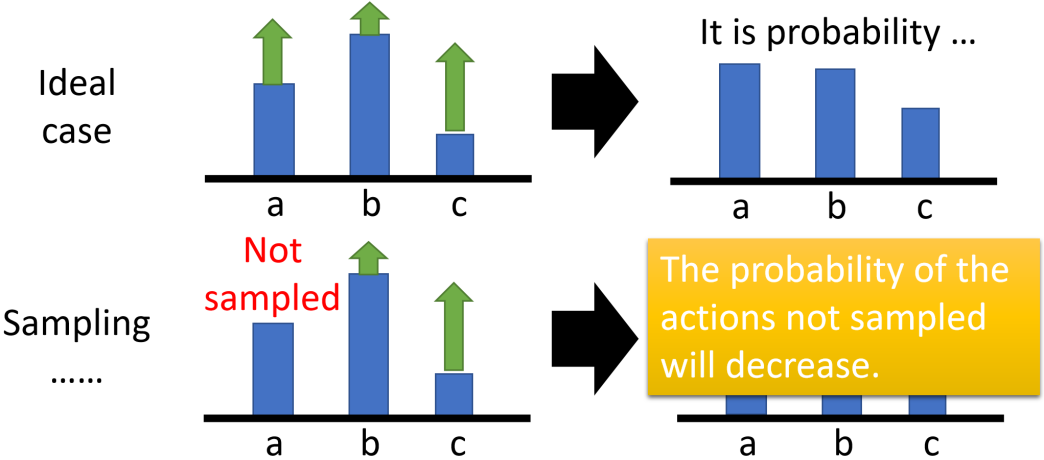 It is probability …
Ideal
case
a b c
a b c
Not
sampled
Sampling
……
The probability of the
actions not sampled
will decrease.
a b c
a b c